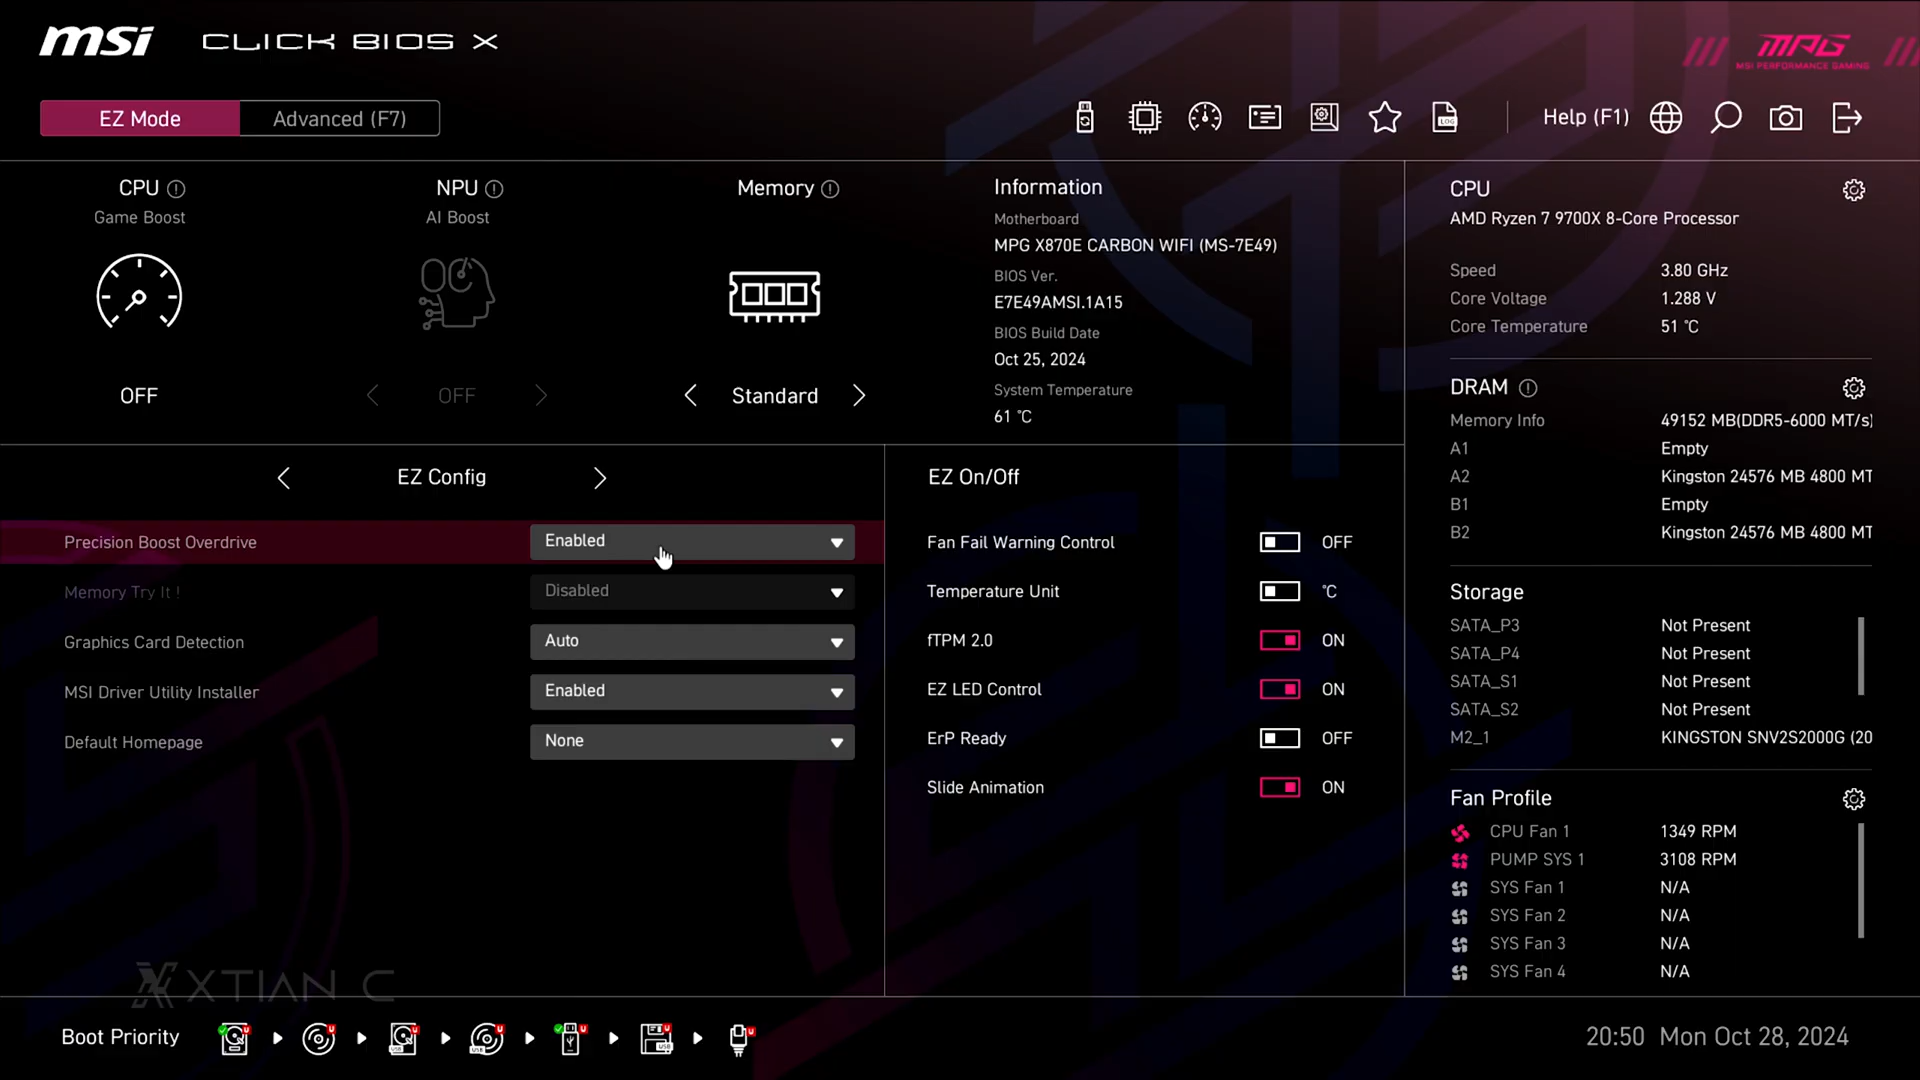 msi CLICK BIOS X
MPG
MSI PERFORMANCE GAMING
EZ Mode
Advanced (F7)
LOG
Help (F1)
CPU
Game Boost
OFF
NPU
AI Boost
OFF
Memory
Standard
Information
Motherboard
MPG X870E CARBON WIFI (MS-7E49)
BIOS Ver.
E7E49AMSI.1A15
BIOS Build Date
Oct 25, 2024
System Temperature
61 °C
EZ Config
Precision Boost Overdrive Enabled
Memory Try It ! Disabled
Graphics Card Detection Auto
MSI Driver Utility Installer Enabled
Default Homepage None
EZ On/Off
Fan Fail Warning Control OFF
Temperature Unit °C
fTPM 2.0 ON
EZ LED Control ON
ErP Ready OFF
Slide Animation ON
CPU
AMD Ryzen 7 9700X 8-Core Processor
Speed 3.80 GHz
Core Voltage 1.288 V
Core Temperature 51 °C
DRAM
Memory Info 49152 MB(DDR5-6000 MT/s)
A1 Empty
A2 Kingston 24576 MB 4800 MT
B1 Empty
B2 Kingston 24576 MB 4800 MT
Storage
SATA_P3 Not Present
SATA_P4 Not Present
SATA_S1 Not Present
SATA_S2 Not Present
M2_1 KINGSTON SNV2S2000G (20
Fan Profile
CPU Fan 1 1349 RPM
PUMP SYS 1 3108 RPM
SYS Fan 1 N/A
SYS Fan 2 N/A
SYS Fan 3 N/A
SYS Fan 4 N/A
XTIAN C
Boot Priority
20:50 Mon Oct 28, 2024